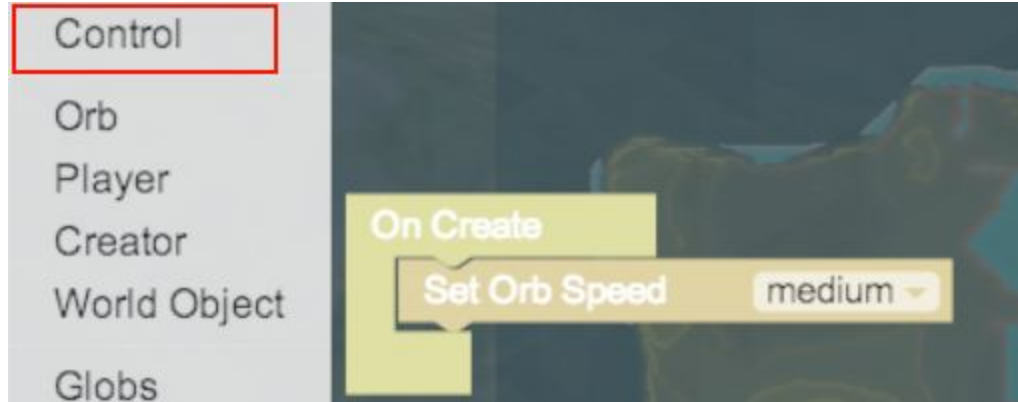 Control
Orb
Player
Creator
World Object
Globs
On Create
Set Orb Speed medium